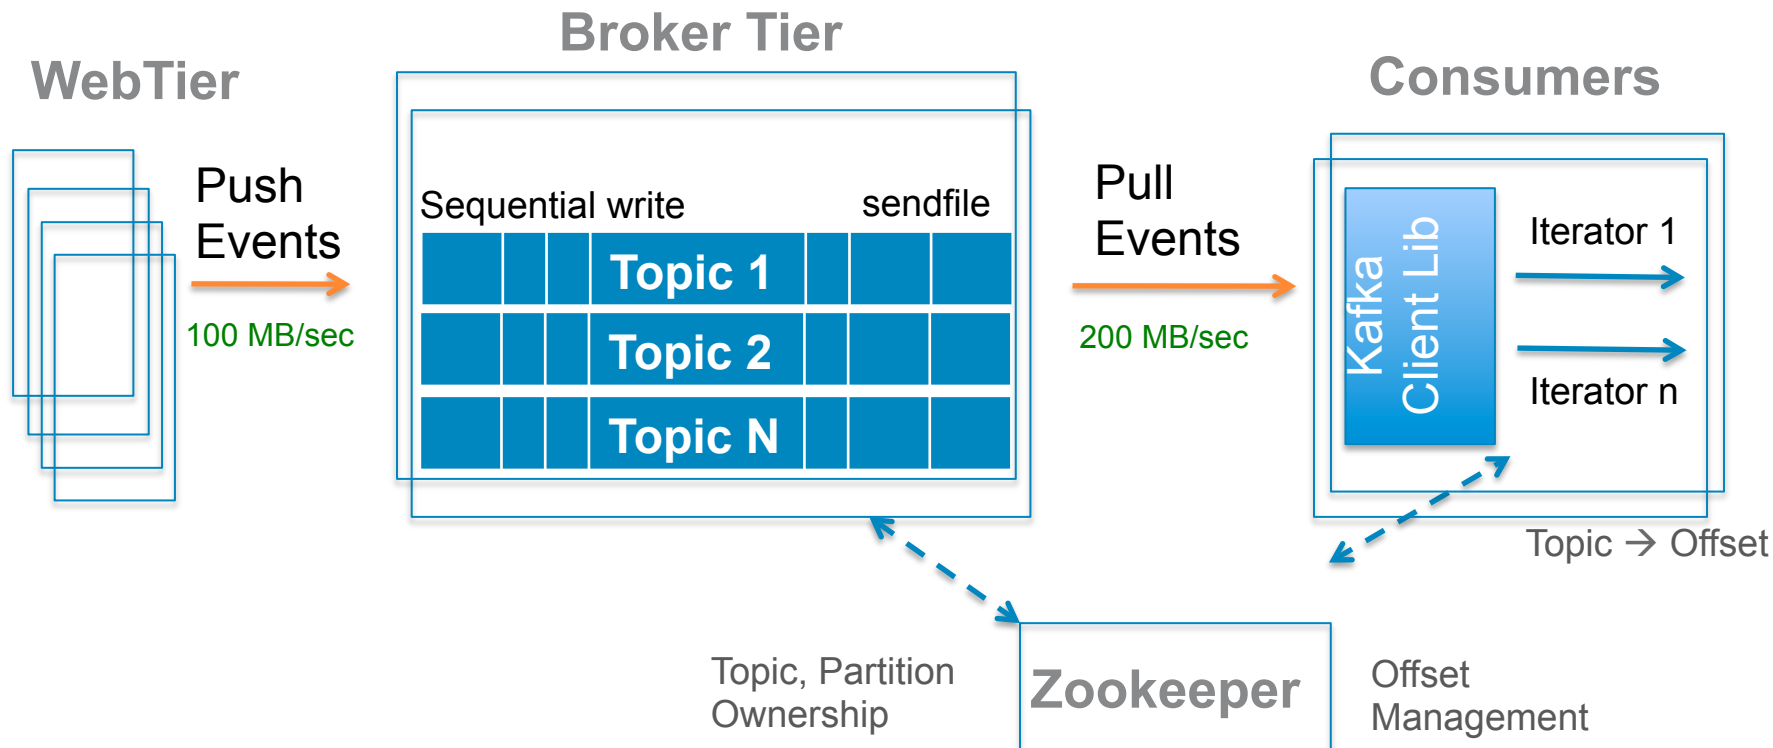 Broker Tier
WebTier
Consumers
Push
Events
100 MB/sec
Sequential write
sendfile
Topic 1
Topic 2
Topic N
Pull
Events
200 MB/sec
Kafka
Client Lib
Iterator 1
Iterator n
Topic → Offset
Topic, Partition
Ownership
Zookeeper
Offset
Management